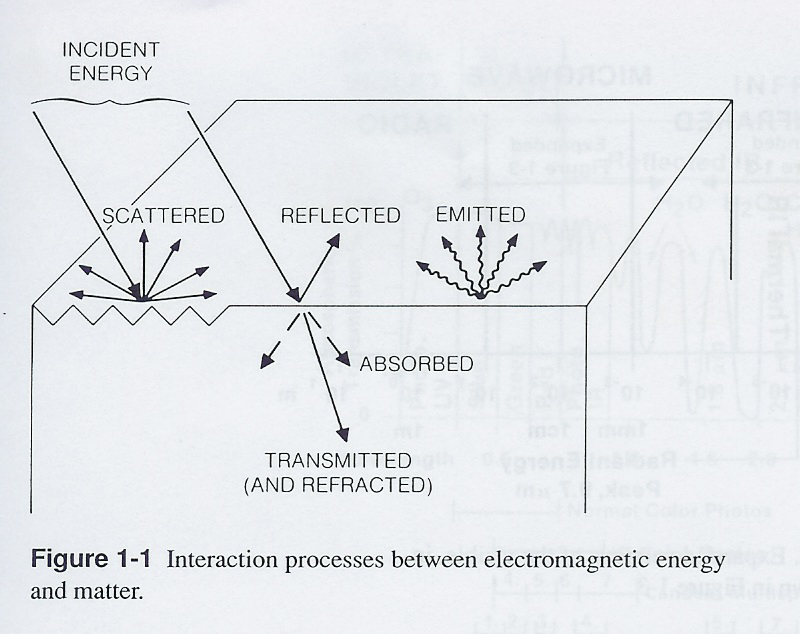 INCIDENT
ENERGY
SCATTERED
REFLECTED
EMITTED
ABSORBED
TRANSMITTED
(AND REFRACTED)
Figure 1-1 Interaction processes between electromagnetic energy
and matter.